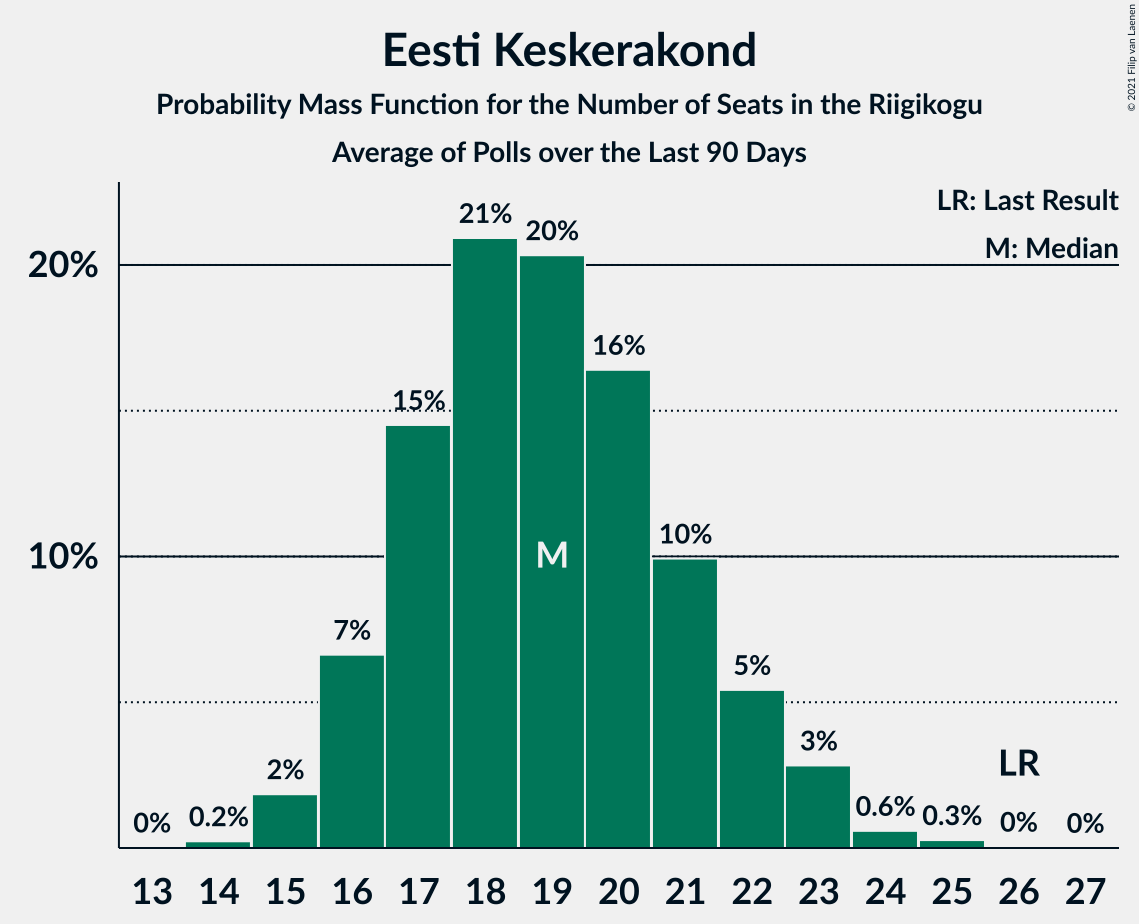 Eesti Keskerakond
Probability Mass Function for the Number of Seats in the Riigikogu
Average of Polls over the Last 90 Days
© 2021 Filip van Laenen
LR: Last Result
M: Median
20%
10%
0%
0.2%
2%
7%
15%
21%
20%
16%
10%
5%
3%
0.6%
0.3%
0%
0%
M
LR
13 14 15 16 17 18 19 20 21 22 23 24 25 26 27